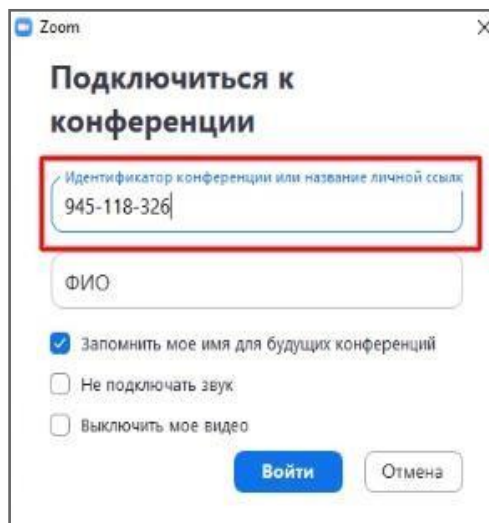 Zoom
Подключиться к
конференции
Идентификатор конференции или название личной ссылк
945-118-326
ФИО
Запомнить мое имя для будущих конференций
Не подключать звук
Выключить мое видео
Войти Отмена